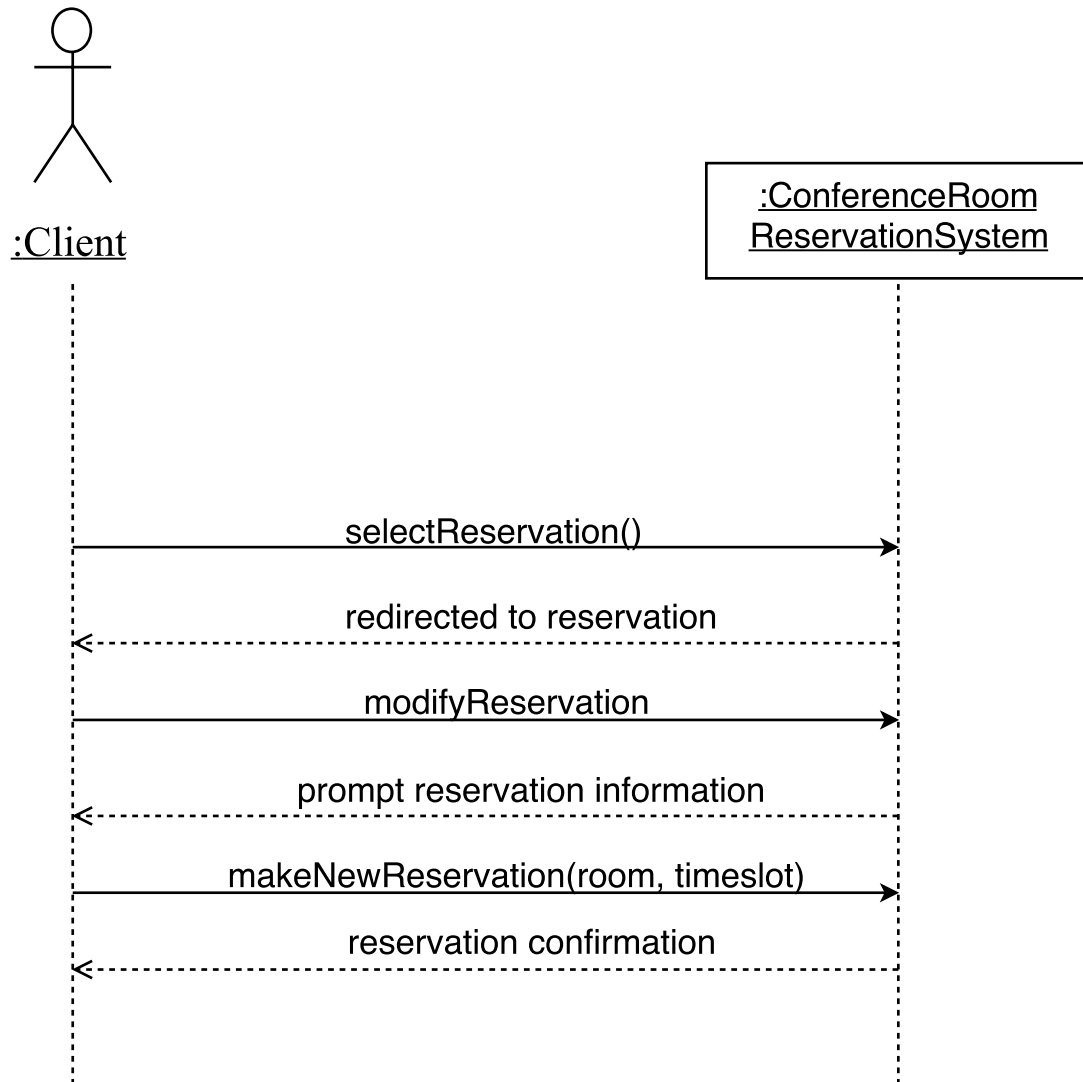 :Client
:ConferenceRoom
ReservationSystem
selectReservation()
redirected to reservation
modifyReservation
prompt reservation information
makeNewReservation(room, timeslot)
reservation confirmation